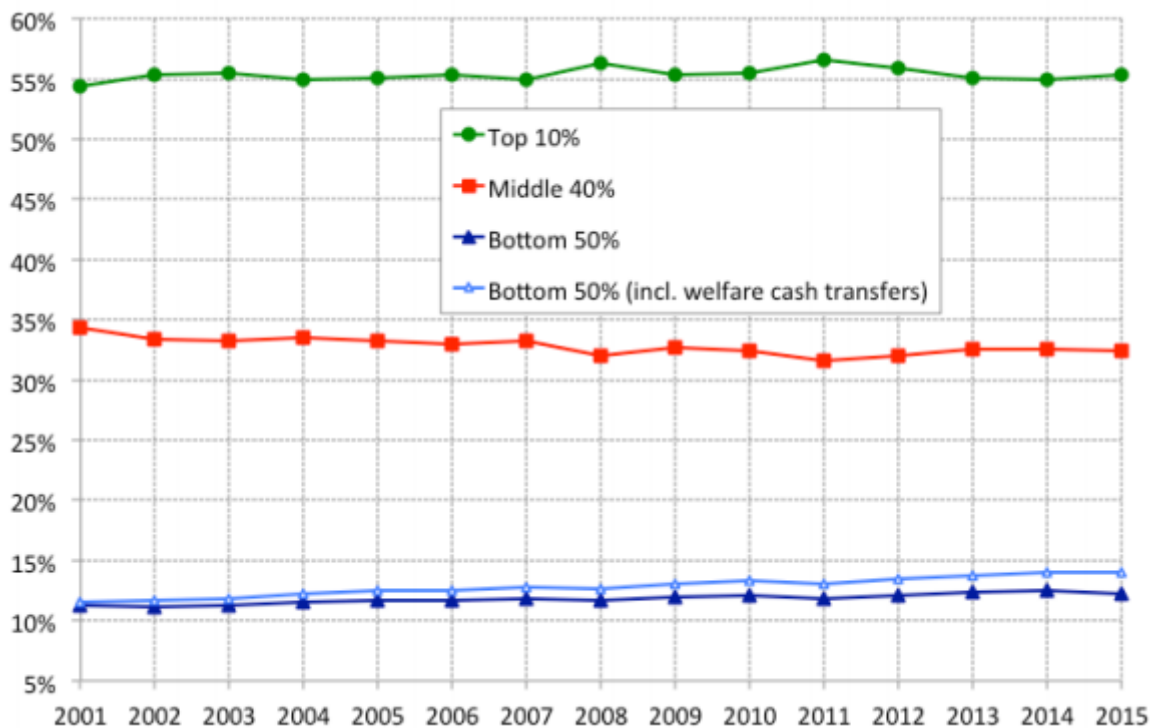 60%
55%
50%
45%
40%
35%
30%
25%
20%
15%
10%
5%
Top 10%
Middle 40%
Bottom 50%
Bottom 50% (incl. welfare cash transfers)
2001 2002 2003 2004 2005 2006 2007 2008 2009 2010 2011 2012 2013 2014 2015